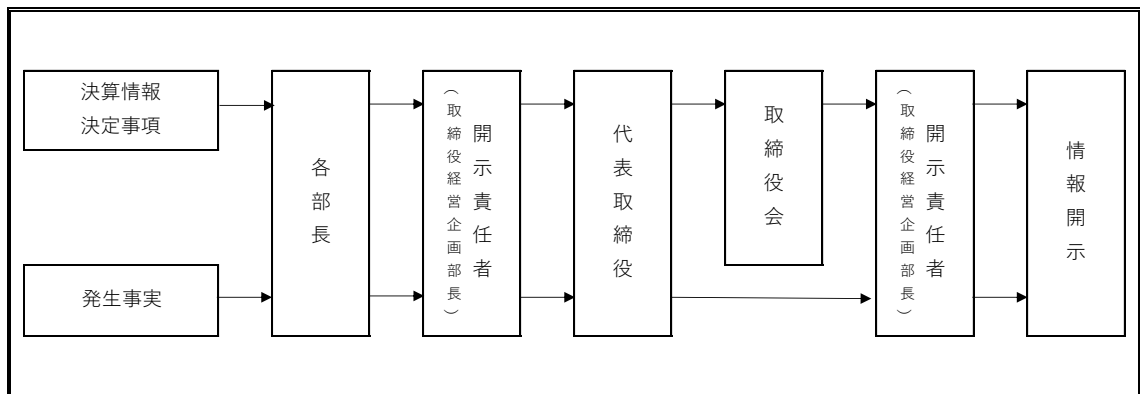 決算情報
決定事項
発生事実
各部長
開示責任者
（取締役経営企画部長）
代表取締役
取締役会
開示責任者
（取締役経営企画部長）
情報開示